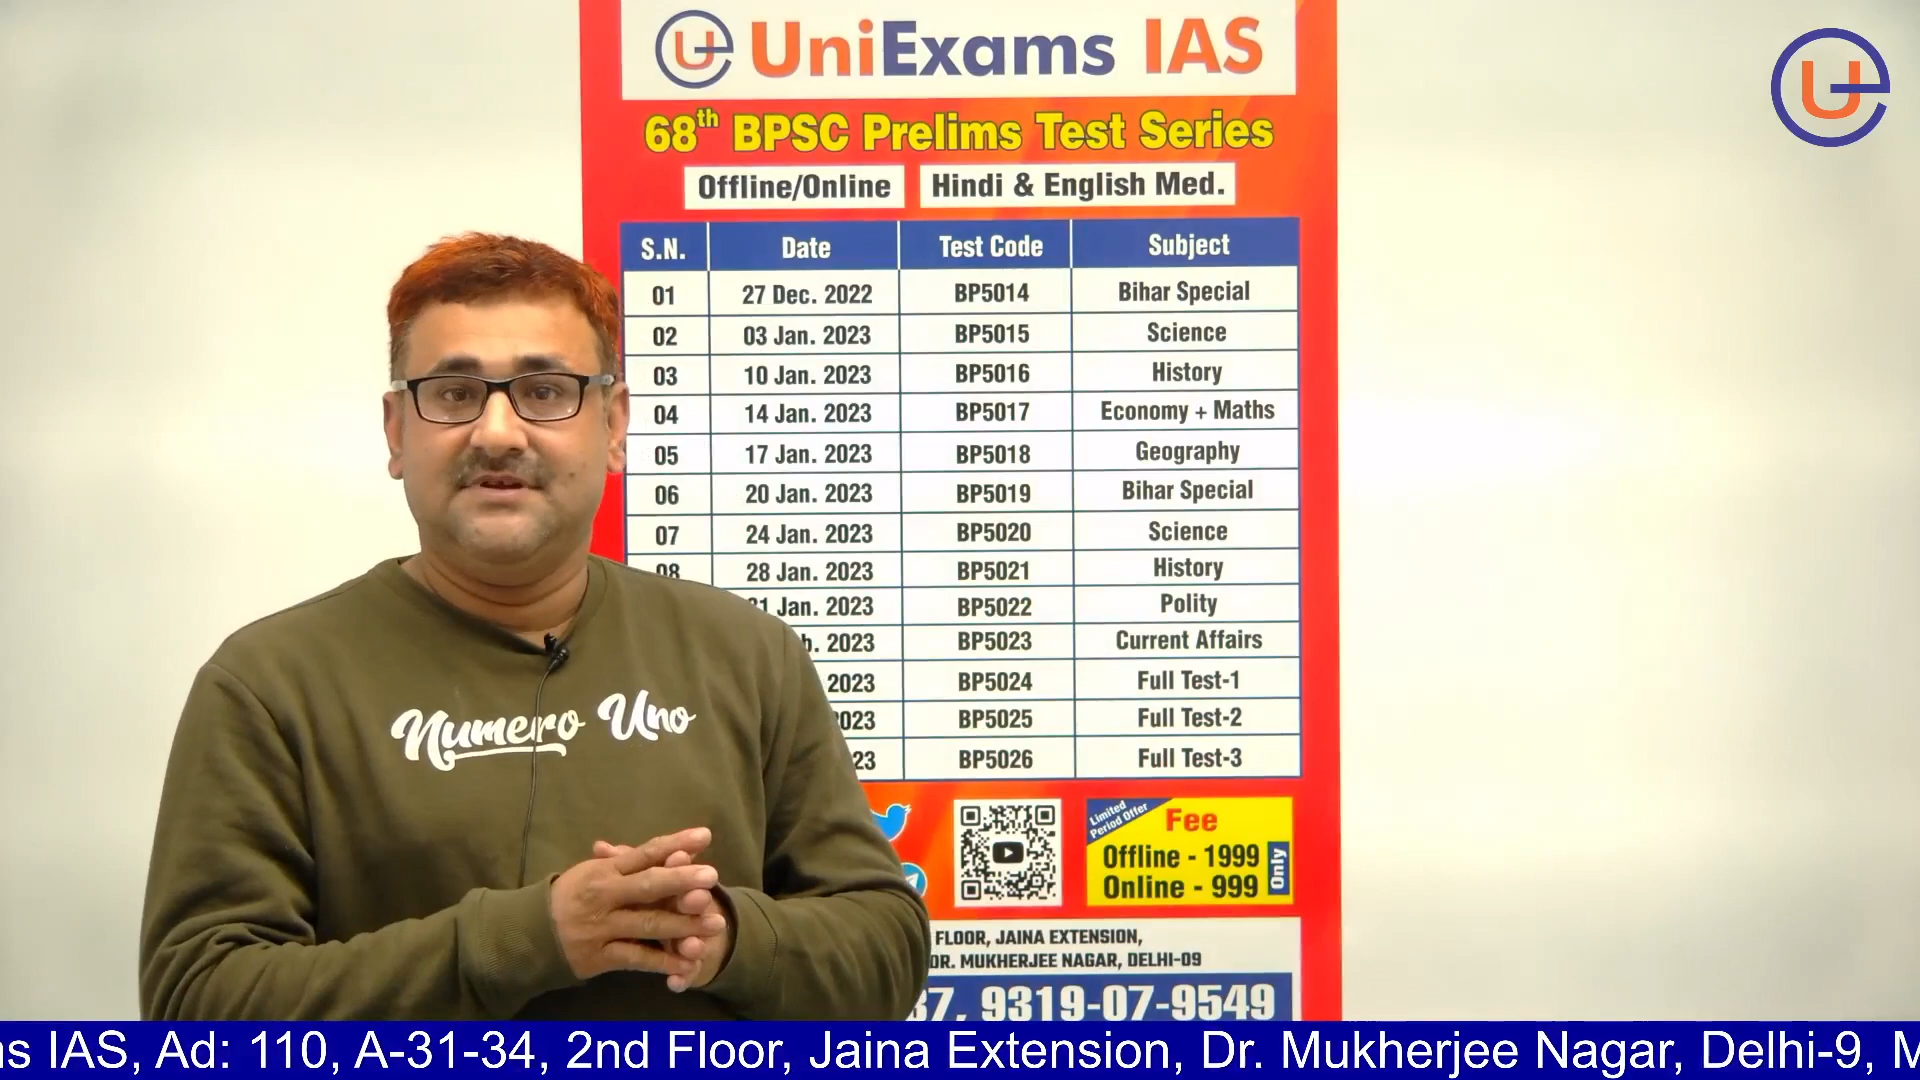 UniExams IAS
68th BPSC Prelims Test Series
Offline/Online Hindi & English Med.
S.N. Date Test Code Subject
01 27 Dec. 2022 BP5014 Bihar Special
02 03 Jan. 2023 BP5015 Science
03 10 Jan. 2023 BP5016 History
04 14 Jan. 2023 BP5017 Economy + Maths
05 17 Jan. 2023 BP5018 Geography
06 20 Jan. 2023 BP5019 Bihar Special
07 24 Jan. 2023 BP5020 Science
08 28 Jan. 2023 BP5021 History
Jan. 2023 BP5022 Polity
2023 BP5023 Current Affairs
2023 BP5024 Full Test-1
BP5025 Full Test-2
BP5026 Full Test-3
Limited Period Offer
Fee
Offline - 1999
Online - 999
Only
FLOOR, JAINA EXTENSION,
DR. MUKHERJEE NAGAR, DELHI-09
9319-07-9549
Numero Uno
IAS, Ad: 110, A-31-34, 2nd Floor, Jaina Extension, Dr. Mukherjee Nagar, Delhi-9,